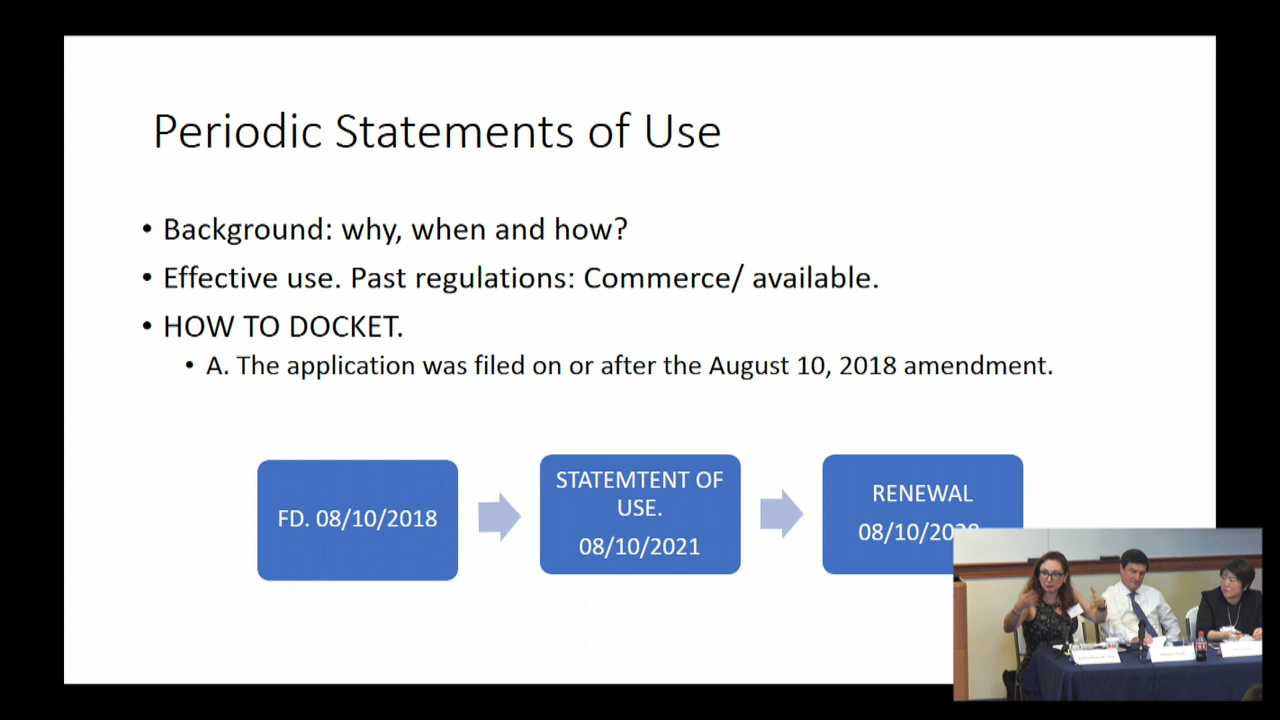 Periodic Statements of Use
• Background: why, when and how?
• Effective use. Past regulations: Commerce/ available.
• HOW TO DOCKET.
• A. The application was filed on or after the August 10, 2018 amendment.
FD. 08/10/2018
STATEMTENT OF
USE.
08/10/2021
RENEWAL